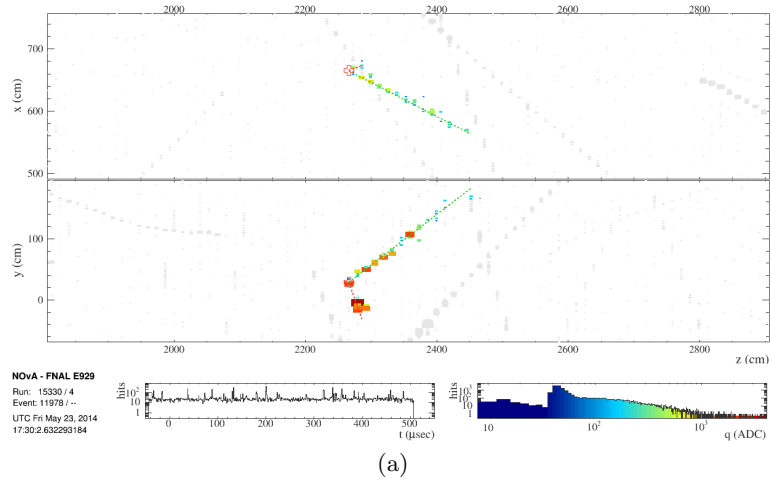 2000 2200 2400 2600 2800
700
x (cm)
600
500
100
y (cm)
0
2000 2200 2400 2600 2800
z (cm)
NOvA - FNAL E929
Run: 15330 / 4
Event: 11978 / --
UTC Fri May 23, 2014
17:30:2.632293184
hits
10²
10
1
0 100 200 300 400 500
t (μsec)
hits
10³
10²
10
1
10 10² 10³
q (ADC)
(a)